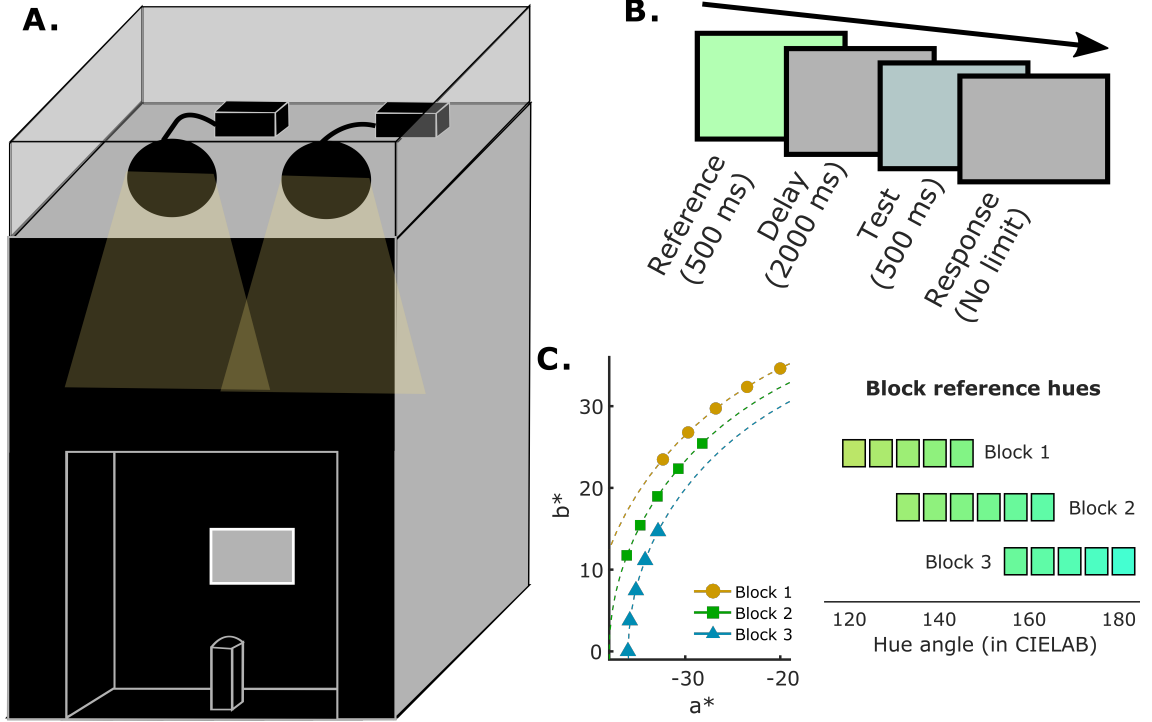 A.
B.
Reference
(500 ms)
Delay
(2000 ms)
Test
(500 ms)
Response
(No limit)
C.
30
20
10
0
b*
-30
-20
a*
Block 1
Block 2
Block 3
Block reference hues
Block 1
Block 2
Block 3
120
140
160
180
Hue angle (in CIELAB)